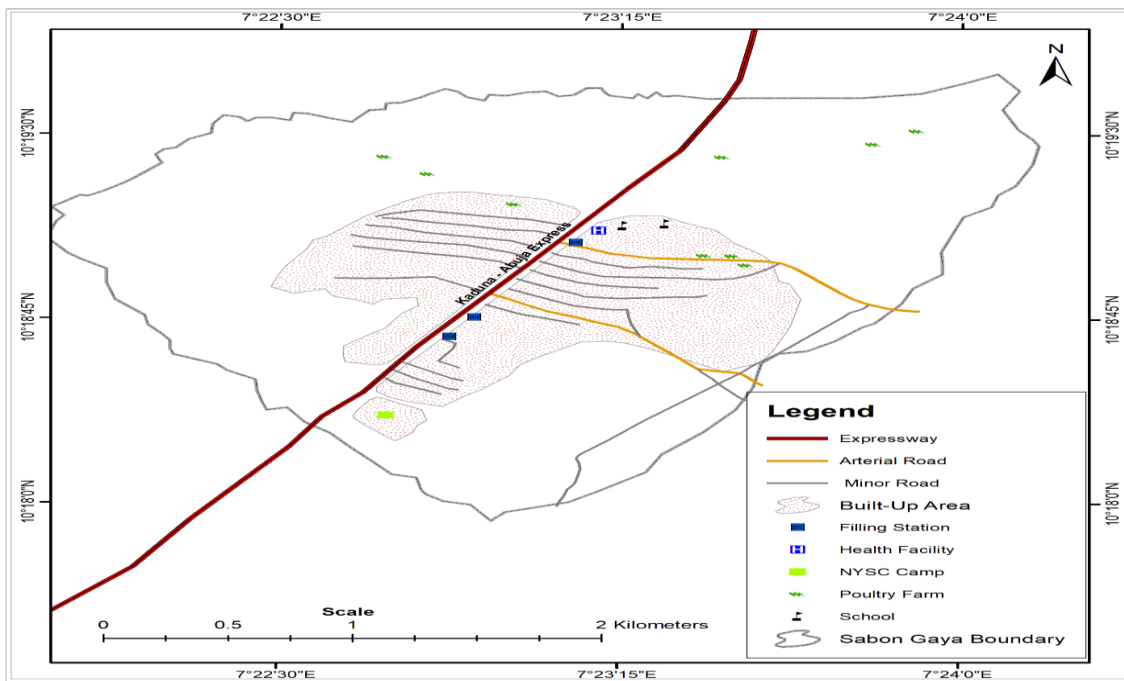 7°22'30"E
7°23'15"E
7°24'0"E
N
10°19'30"N
10°19'30"N
Kaduna - Abuja Express
10°18'45"N
10°18'45"N
10°18'0"N
10°18'0"N
Legend
Expressway
Arterial Road
Minor Road
Built-Up Area
Filling Station
H
Health Facility
NYSC Camp
Poultry Farm
School
Sabon Gaya Boundary
Scale
0 0.5 1 2 Kilometers
7°22'30"E
7°23'15"E
7°24'0"E